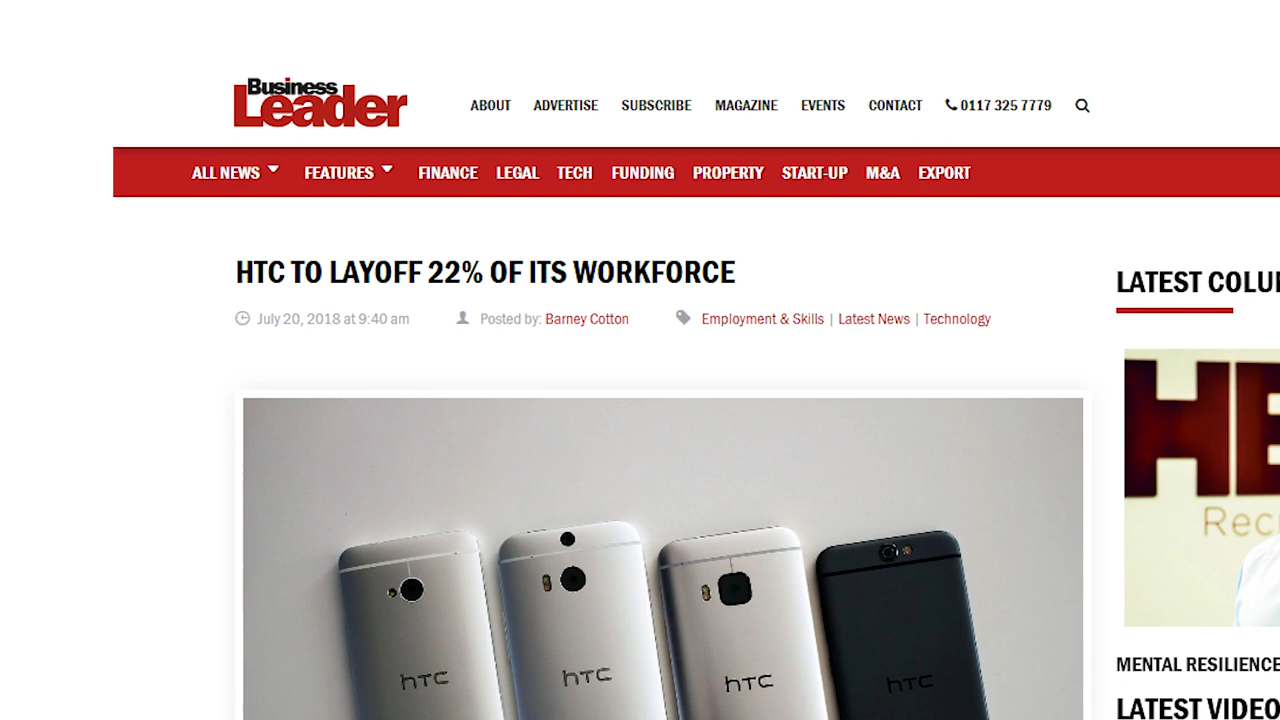 Business
Leader
ABOUT ADVERTISE SUBSCRIBE MAGAZINE EVENTS CONTACT 0117 325 7779
ALL NEWS FEATURES FINANCE LEGAL TECH FUNDING PROPERTY START-UP M&A EXPORT
HTC TO LAYOFF 22% OF ITS WORKFORCE
July 20, 2018 at 9:40 am Posted by: Barney Cotton Employment & Skills | Latest News | Technology
hTC hTC hTC hTC
LATEST COLU
HE
Rec
MENTAL RESILIENCE
LATEST VIDEO